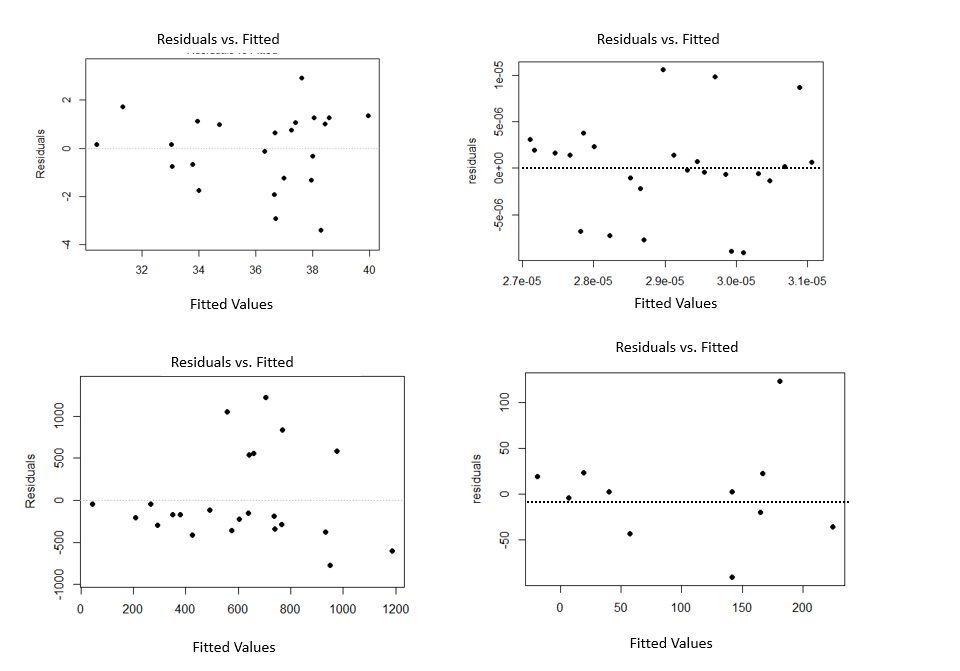 Residuals vs. Fitted
Residuals
2
0
-2
-4
32 34 36 38 40
Fitted Values
Residuals vs. Fitted
residuals
1e-05
5e-06
0e+00
-5e-06
2.7e-05 2.8e-05 2.9e-05 3.0e-05 3.1e-05
Fitted Values
Residuals vs. Fitted
Residuals
1000
500
0
-500
-1000
0 200 400 600 800 1000 1200
Fitted Values
Residuals vs. Fitted
residuals
100
50
0
-50
0 50 100 150 200
Fitted Values